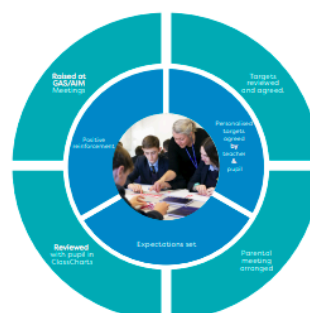 Raised at
GAS/AIM
Meetings
Targets
reviewed
and agreed.
Positive
reinforcement
Personalised
targets
agreed
by
teacher
&
pupil
Expectations set
Reviewed
with pupil in
ClassCharts
Parental
meeting
arranged